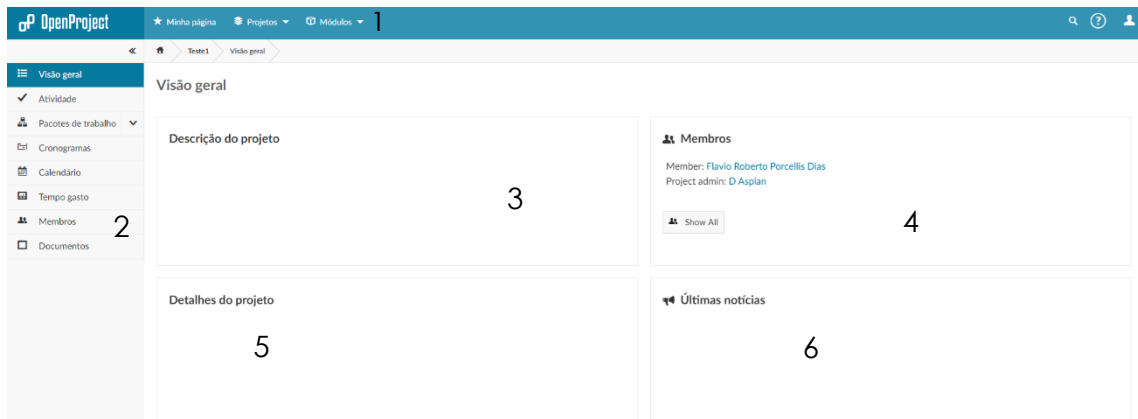 OpenProject
Minha página Projetos Módulos 1
?
Teste1 Visão geral
Visão geral
Atividade
Pacotes de trabalho
Cronogramas
Calendário
Tempo gasto
Membros
Documentos
2
Visão geral
Descrição do projeto
3
Membros
Member: Flavio Roberto Porcellis Dias
Project admin: D Asplan
Show All
4
Detalhes do projeto
5
Últimas notícias
6